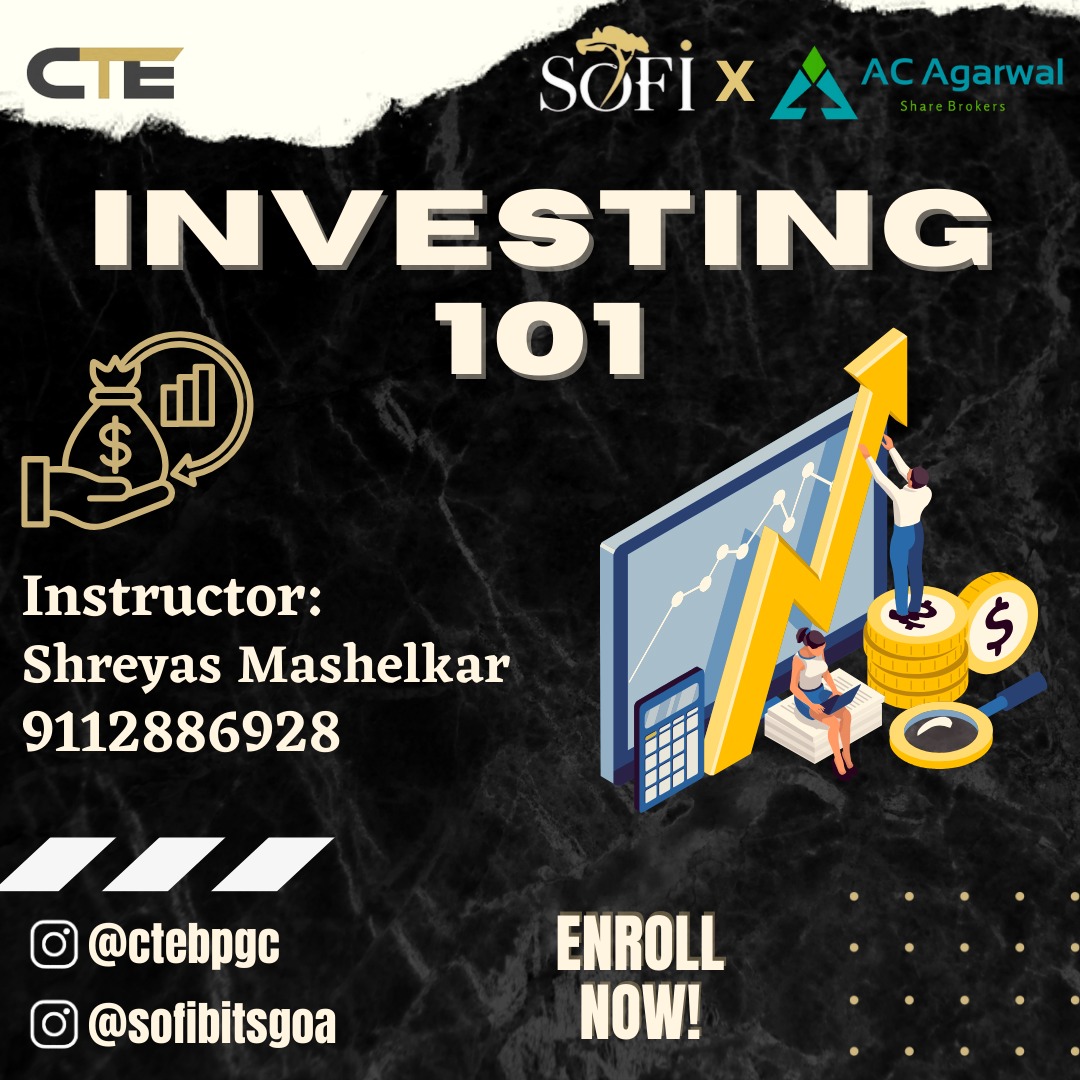 CTE
SOFi X AC Agarwal
Share Brokers
INVESTING
101
$
$
$
Instructor:
Shreyas Mashelkar
9112886928
@ctebpgc
@sofibitsgoa
ENROLL
NOW!